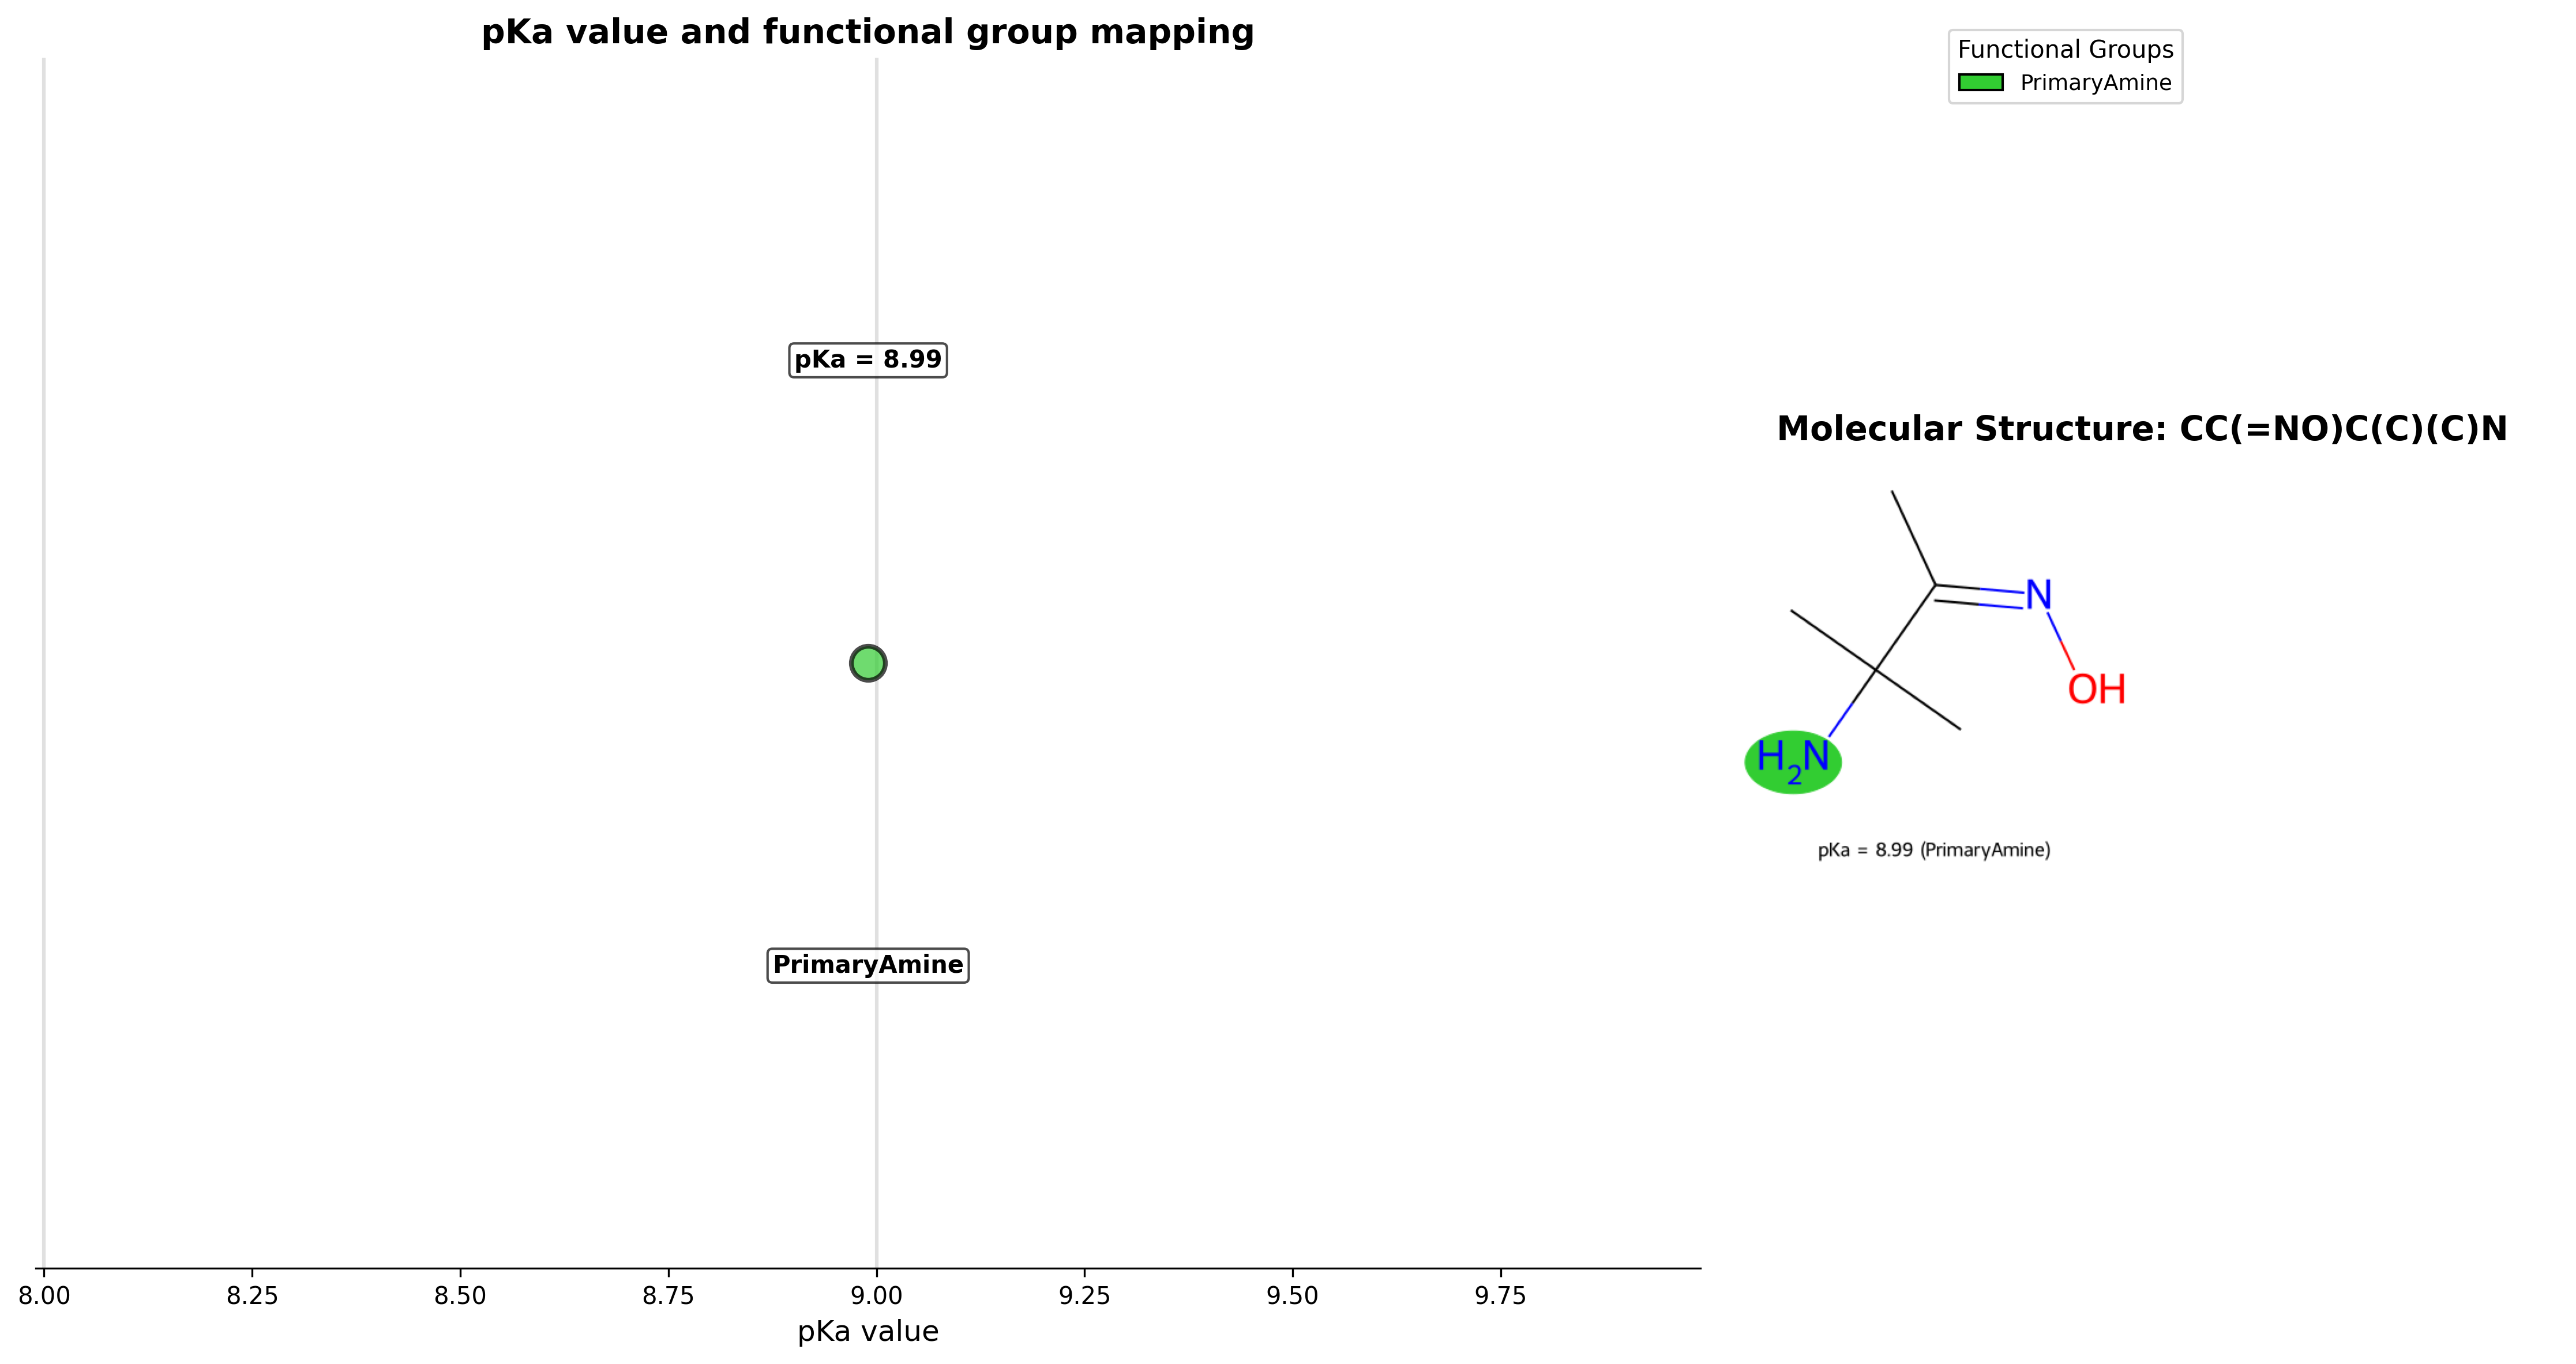 pKa value and functional group mapping
pKa = 8.99
PrimaryAmine
8.00 8.25 8.50 8.75 9.00 9.25 9.50 9.75
pKa value
Functional Groups
PrimaryAmine
Molecular Structure: CC(=NO)C(C)(C)N
N
OH
H2N
pKa = 8.99 (PrimaryAmine)